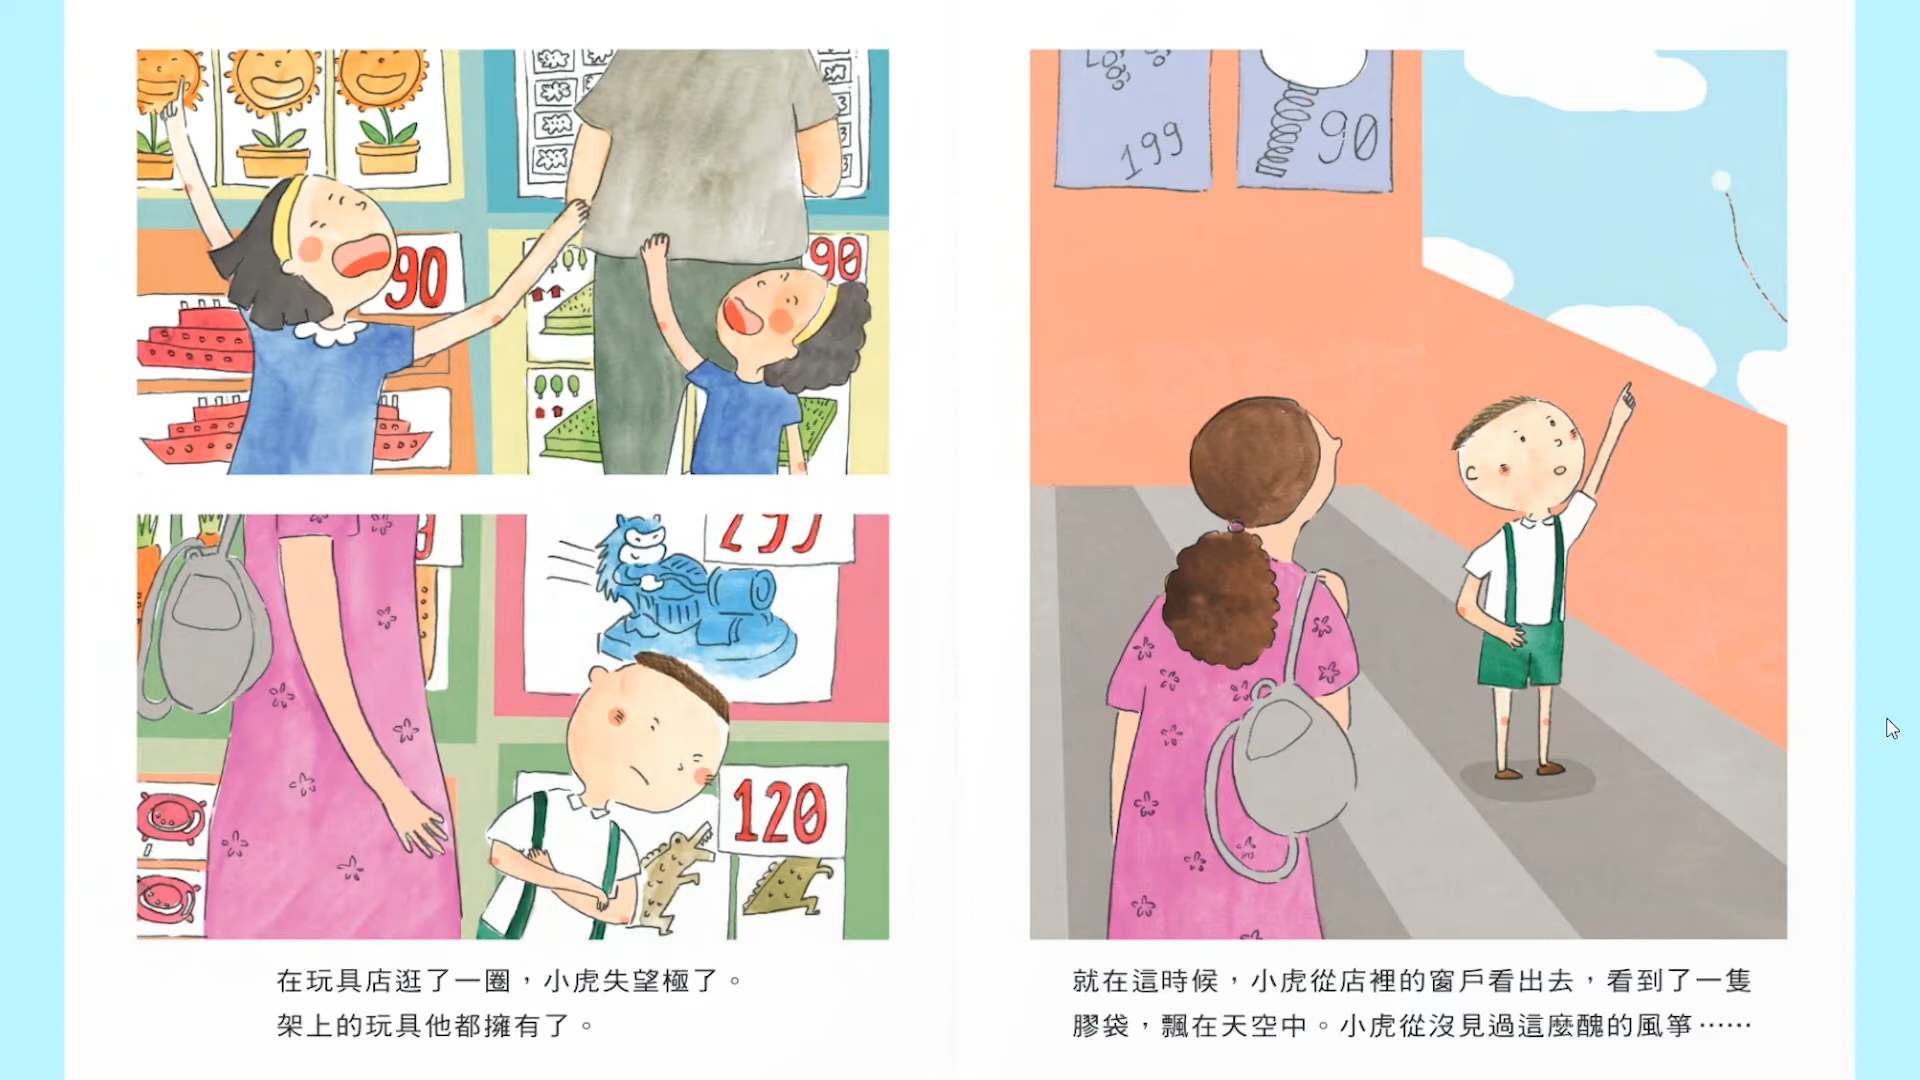 90
90
120
在玩具店逛了一圈，小虎失望極了。
架上的玩具他都擁有了。
199
90
就在這時候，小虎從店裡的窗戶看出去，看到了一隻
膠袋，飄在天空中。小虎從沒見過這麼醜的風箏⋯⋯